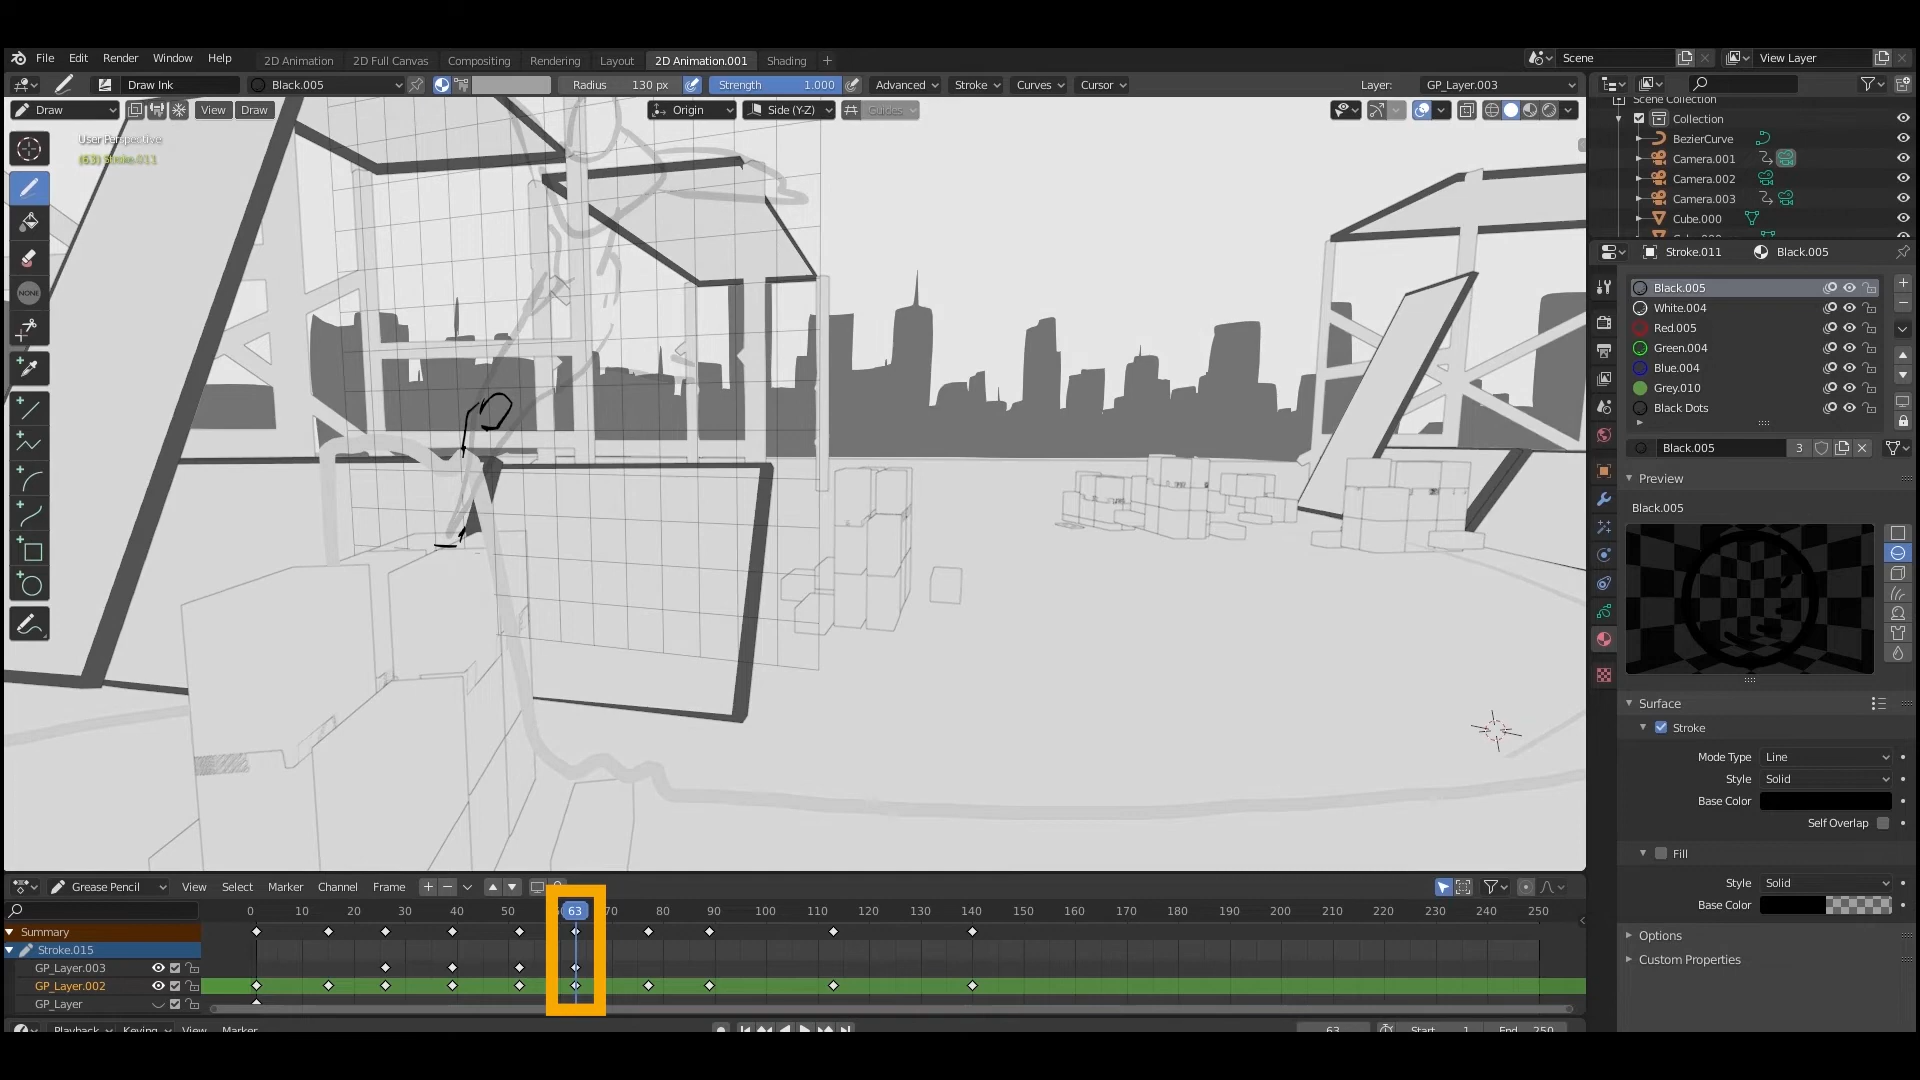 File Edit Render Window Help 2D Animation 2D Full Canvas Compositing Rendering Layout 2D Animation.001 Shading + Scene View Layer
Draw Ink Black.005 Radius 130 px Strength 1.000 Advanced Stroke Curves Cursor Layer: GP_Layer.003
Draw View Draw Origin Side (Y-Z) Guides
User Perspective
(63) Stroke.011
NONE
Scene Collection
Collection
BezierCurve
Camera.001
Camera.002
Camera.003
Cube.000
Stroke.011 Black.005
Black.005
White.004
Red.005
Green.004
Blue.004
Grey.010
Black Dots
Black.005 3
Preview
Black.005
Surface
Stroke
Mode Type Line
Style Solid
Base Color
Self Overlap
Fill
Style Solid
Base Color
Options
Custom Properties
Grease Pencil View Select Marker Channel Frame
0 10 20 30 40 50 63 70 80 90 100 110 120 130 140 150 160 170 180 190 200 210 220 230 240 250
Summary
Stroke.015
GP_Layer.003
GP_Layer.002
GP_Layer
Playback Keying View Marker 63 Start 1 End 250